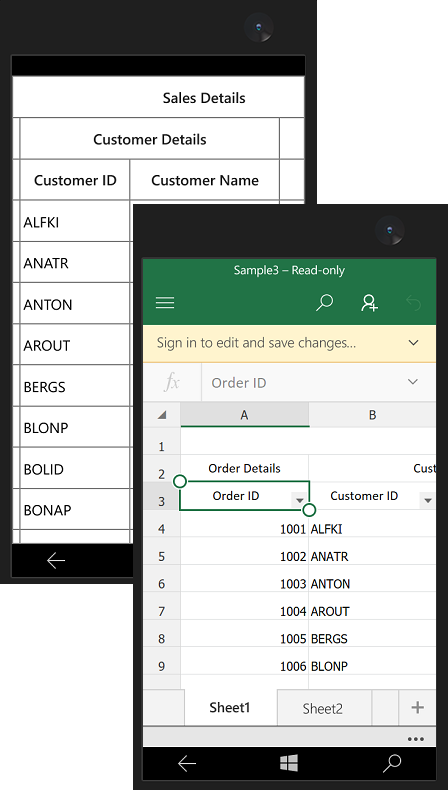 Sales Details
Customer Details
Customer ID Customer Name
ALFKI
ANATR
ANTON
AROUT
BERGS
BLONP
BOLID
BONAP
Sample3 – Read-only
Sign in to edit and save changes...
fx Order ID
A B
1
2 Order Details Cust
3 Order ID Customer ID
4 1001 ALFKI
5 1002 ANATR
6 1003 ANTON
7 1004 AROUT
8 1005 BERGS
9 1006 BLONP
Sheet1 Sheet2 +